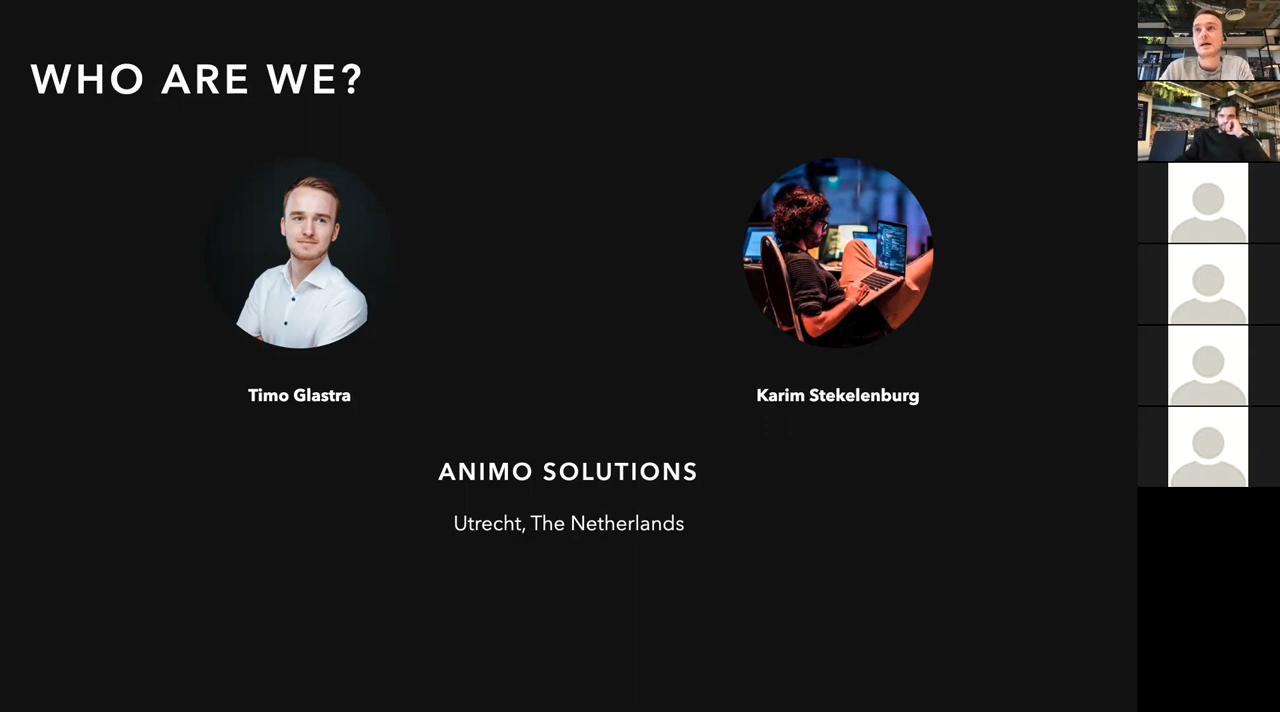 WHO ARE WE?
Timo Glastra
Karim Stekelenburg
ANIMO SOLUTIONS
Utrecht, The Netherlands